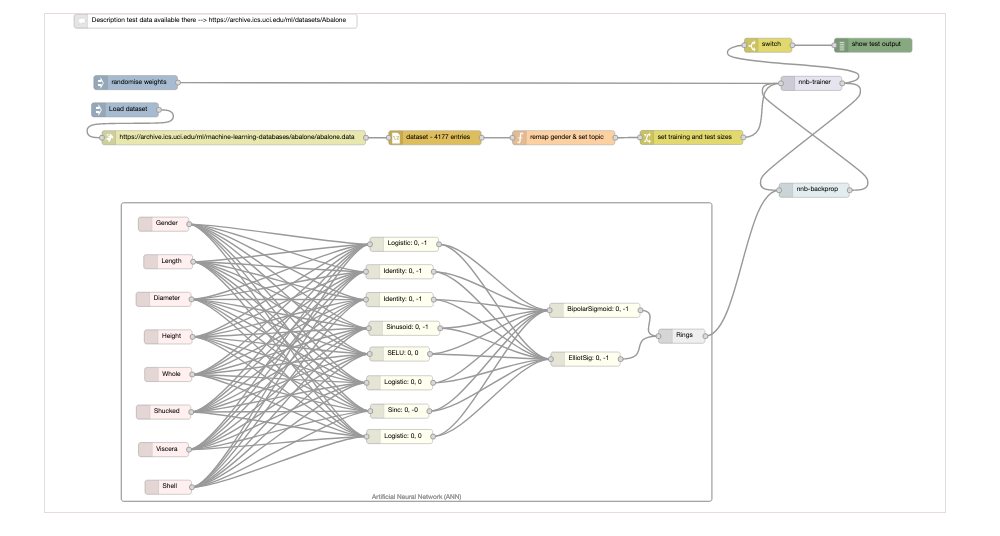 Description test data available there --> https://archive.ics.uci.edu/ml/datasets/Abalone
switch
show test output
randomise weights
nnb-trainer
Load dataset
https://archive.ics.uci.edu/ml/machine-learning-databases/abalone/abalone.data
dataset - 4177 entries
remap gender & set topic
set training and test sizes
nnb-backprop
Gender
Logistic: 0, -1
Length
Identity: 0, -1
Diameter
Identity: 0, -1
BipolarSigmoid: 0, -1
Height
Sinusoid: 0, -1
Rings
SELU: 0, 0
ElliotSig: 0, -1
Whole
Logistic: 0, 0
Shucked
Sinc: 0, -0
Logistic: 0, 0
Viscera
Shell
Artificial Neural Network (ANN)